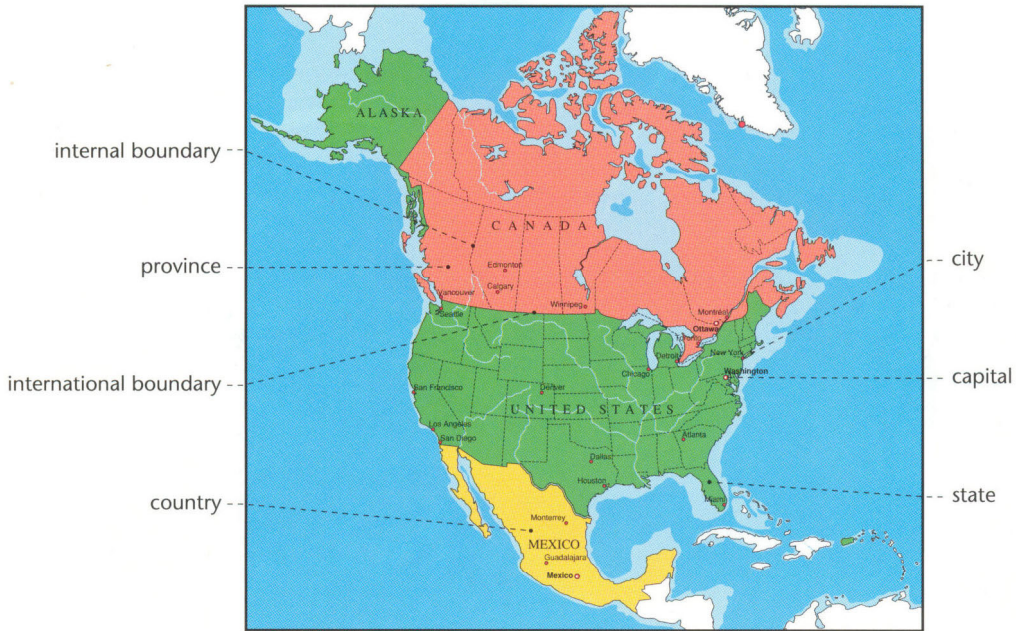 ALASKA
internal boundary
CANADA
province
Edmonton
city
Calgary
Vancouver
Winnipeg
Seattle
Montréal
Ottawa
Toronto
Detroit
New York
international boundary
Chicago
Washington
capital
San Francisco
Denver
UNITED STATES
Los Angeles
San Diego
Atlanta
Dallas
Houston
state
Miami
country
Monterrey
MEXICO
Guadalajara
Mexico